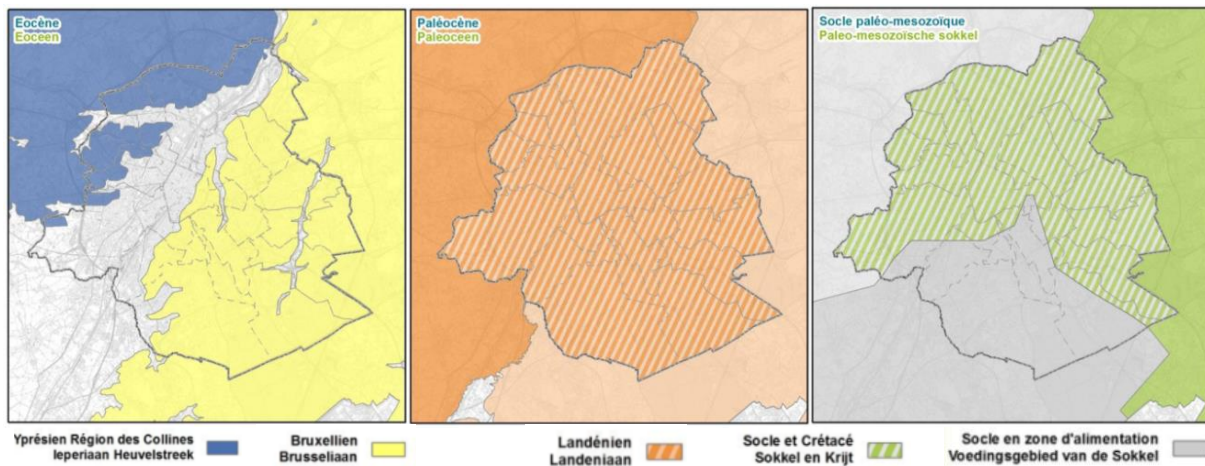 Eocène
Eoceen
Paléocène
Paleoceen
Socle paléo-mesozoïque
Paleo-mesozoïsche sokkel
Yprésien Région des Collines
Ieperiaan Heuvelstreek
Bruxellien
Brusseliaan
Landénien
Landeniaan
Socle et Crétacé
Sokkel en Krijt
Socle en zone d'alimentation
Voedingsgebied van de Sokkel